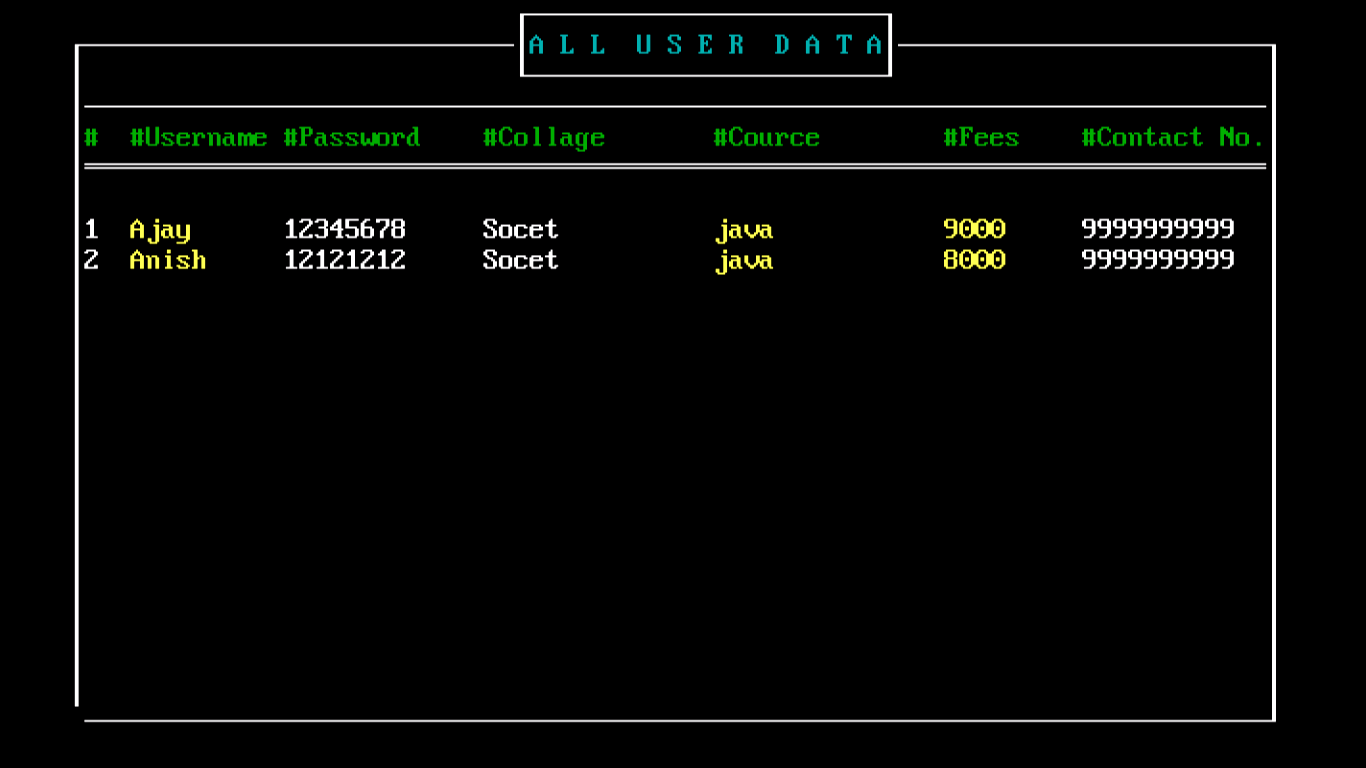 A L L  U S E R  D A T A
# #Username #Password #Collage #Cource #Fees #Contact No.
1 Ajay 12345678 Socet java 9000 9999999999
2 Anish 12121212 Socet java 8000 9999999999